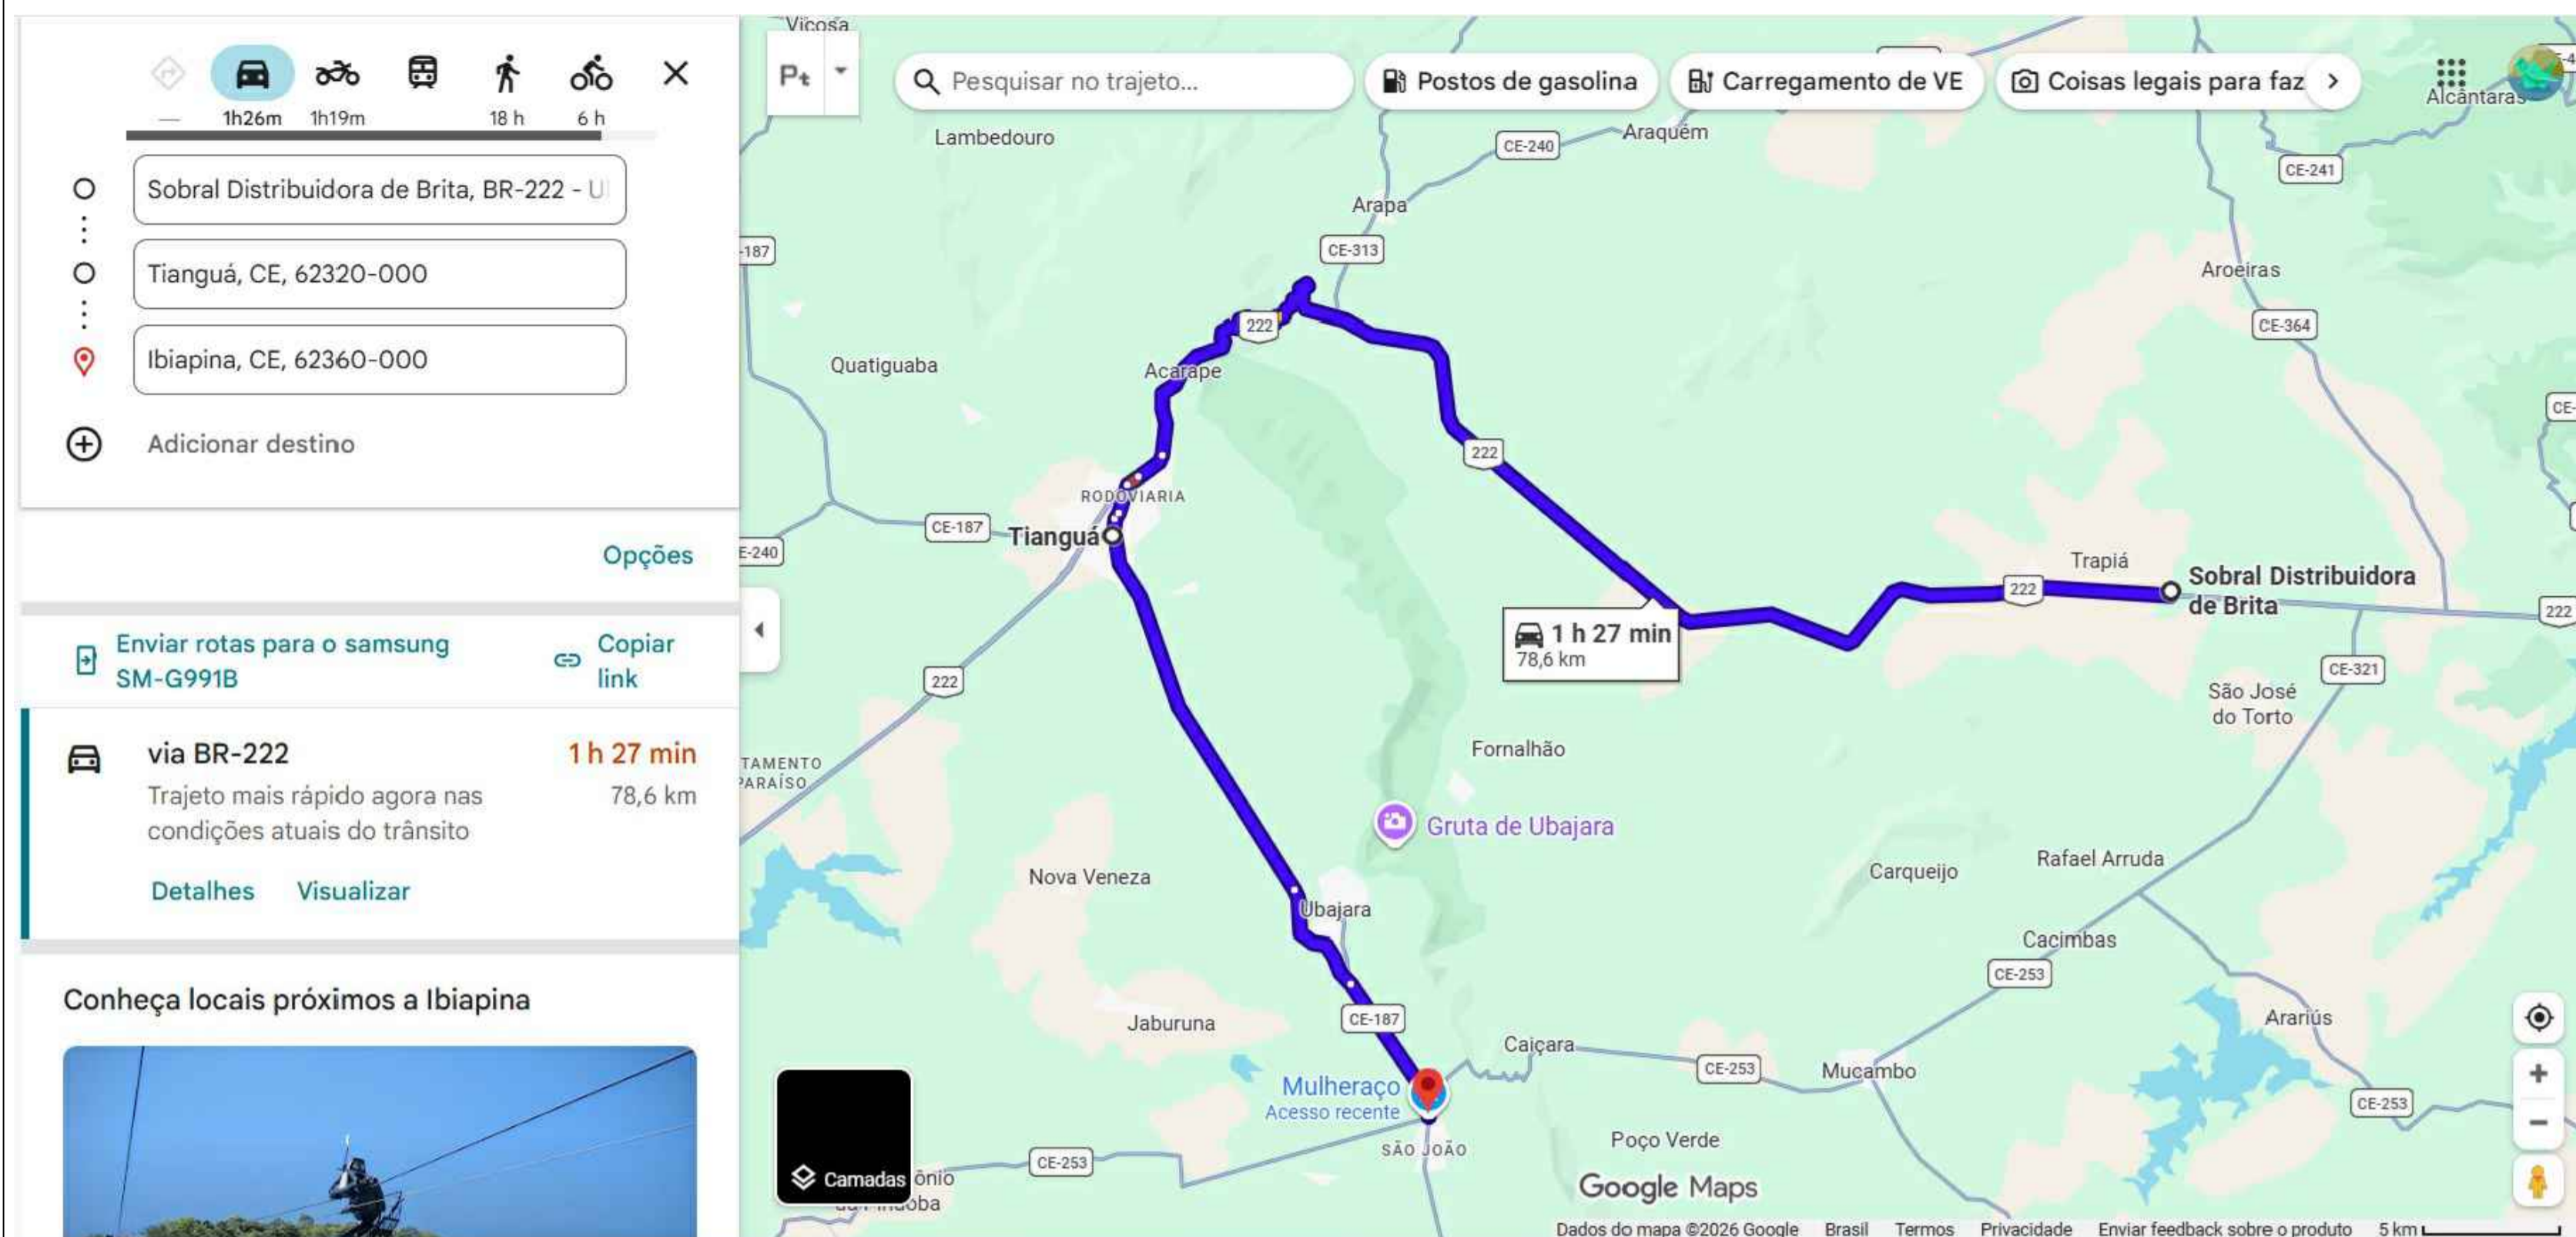 1h26m
1h19m
18 h
6 h
Sobral Distribuidora de Brita, BR-222 - U
Tianguá, CE, 62320-000
Ibiapina, CE, 62360-000
Adicionar destino
Opções
Enviar rotas para o samsung
SM-G991B
Copiar
link
via BR-222
1 h 27 min
Trajeto mais rápido agora nas
78,6 km
condições atuais do trânsito
Detalhes
Visualizar
Conheça locais próximos a Ibiapina
Viçosa
Pt
Pesquisar no trajeto...
Postos de gasolina
Carregamento de VE
Coisas legais para faz
Alcântaras
Lambedouro
Araquém
CE-240
CE-241
Arapa
-187
CE-313
Aroeiras
222
CE-364
Quatiguaba
Acarape
CE-
222
RODOVIARIA
CE-187
Tianguá
E-240
Trapiá
Sobral Distribuidora
de Brita
222
222
1 h 27 min
78,6 km
CE-321
222
São José
do Torto
Fornalhão
TAMENTO
PARAÍSO
Gruta de Ubajara
Rafael Arruda
Carqueijo
Nova Veneza
Ubajara
Cacimbas
CE-253
Jaburuna
CE-187
Arariús
Caiçara
CE-253
Mucambo
Mulheraço
Acesso recente
CE-253
SÃO JOÃO
Poço Verde
CE-253
Camadas
ônio
Google Maps
Dados do mapa ©2026 Google
Brasil
Termos
Privacidade
Enviar feedback sobre o produto
5 km